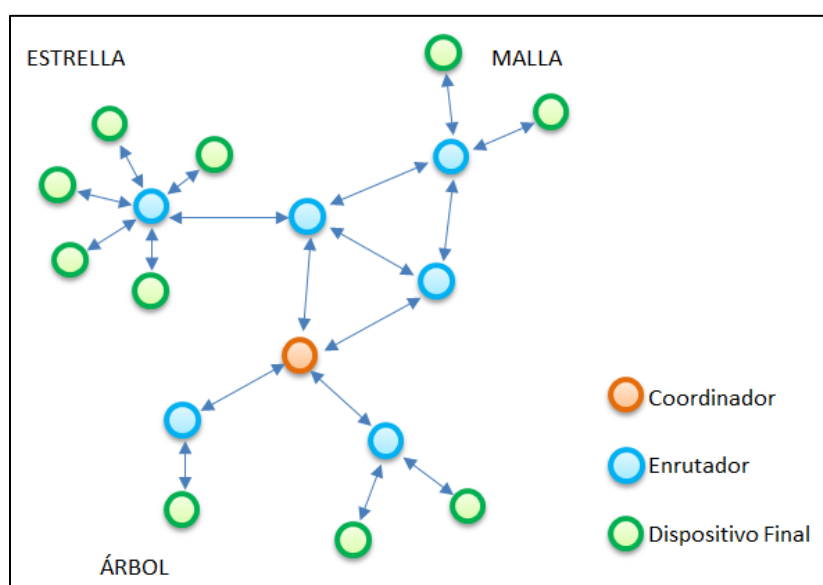 ESTRELLA
MALLA
Coordinador
Enrutador
Dispositivo Final
ÁRBOL